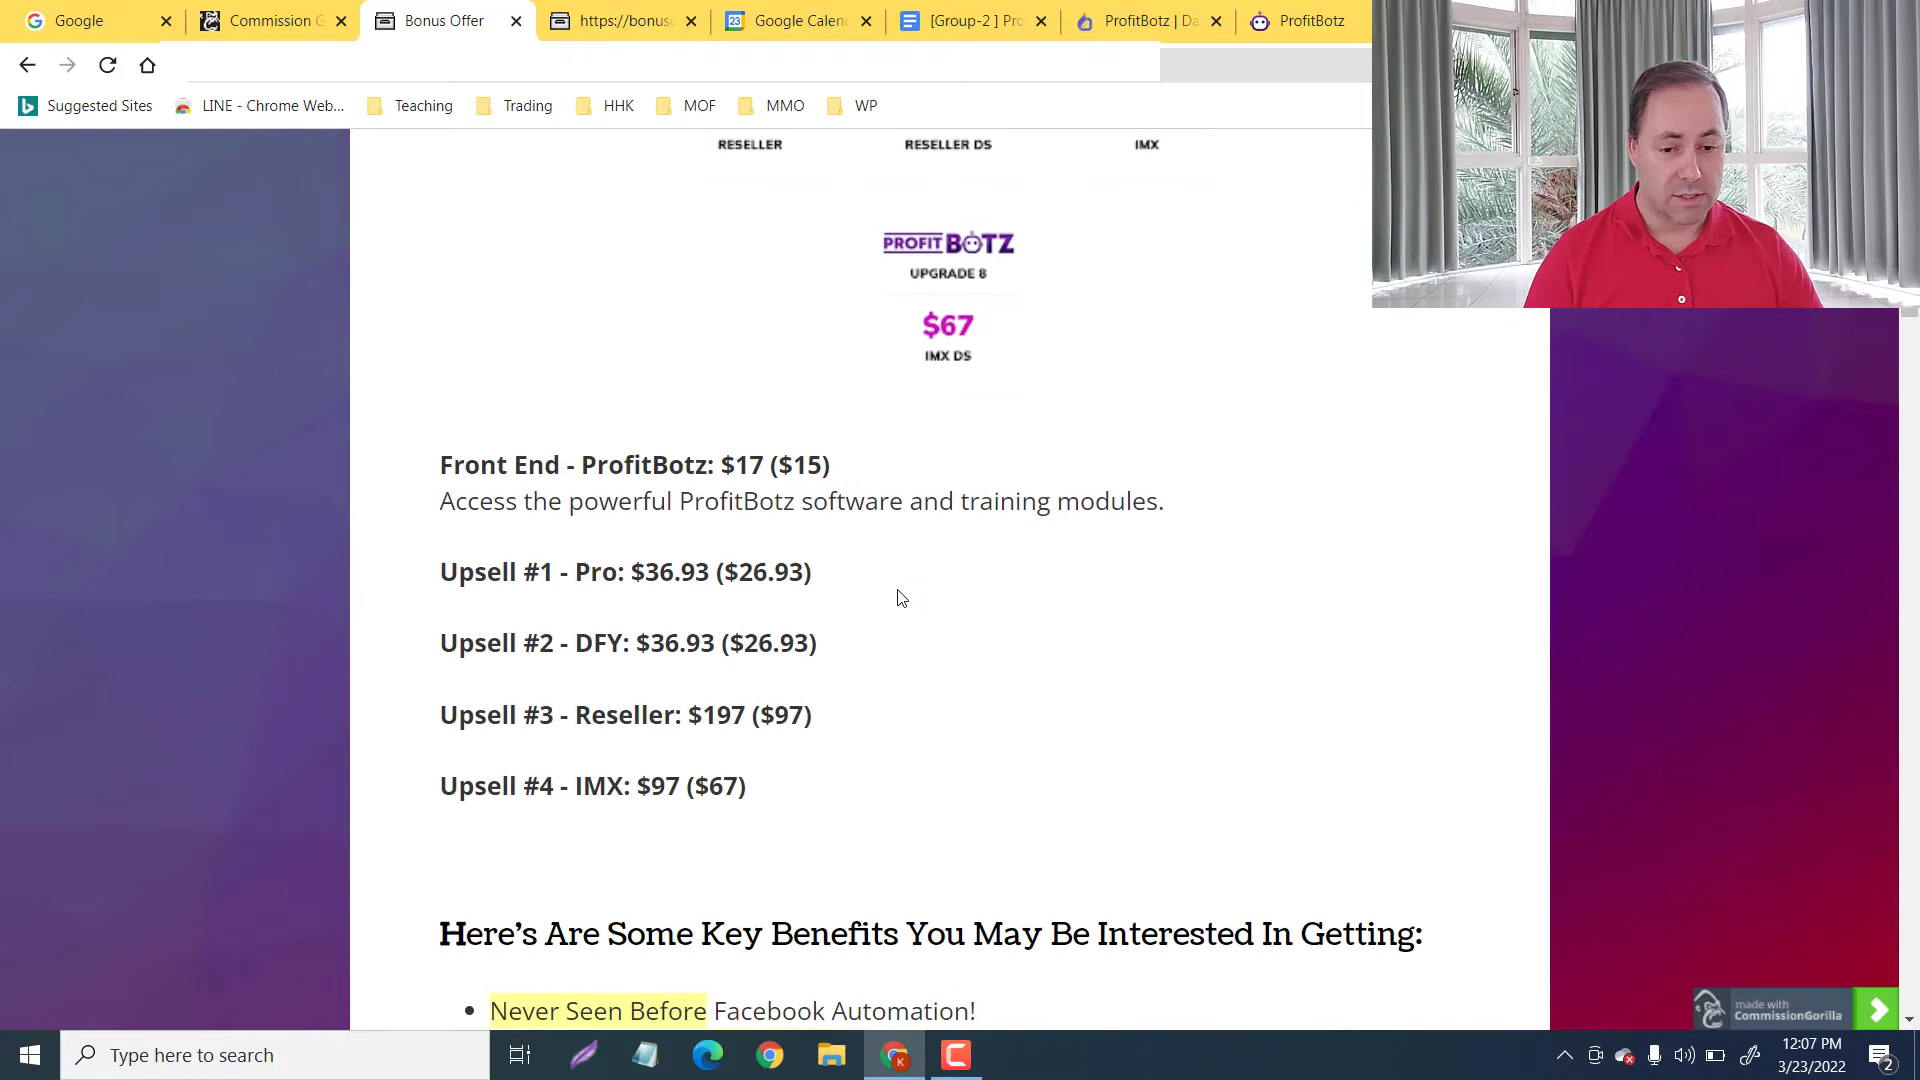 Google
Commission G
Bonus Offer
https://bonus
Google Calen
[Group-2 ] Pro
ProfitBotz | Da
ProfitBotz
Suggested Sites
LINE - Chrome Web...
Teaching
Trading
HHK
MOF
MMO
WP
RESELLER
RESELLER DS
IMX
PROFITBOTZ
UPGRADE 8
$67
IMX DS
Front End - ProfitBotz: $17 ($15)
Access the powerful ProfitBotz software and training modules.
Upsell #1 - Pro: $36.93 ($26.93)
Upsell #2 - DFY: $36.93 ($26.93)
Upsell #3 - Reseller: $197 ($97)
Upsell #4 - IMX: $97 ($67)
Here’s Are Some Key Benefits You May Be Interested In Getting:
Never Seen Before Facebook Automation!
made with
CommissionGorilla
Type here to search
12:07 PM
3/23/2022
2